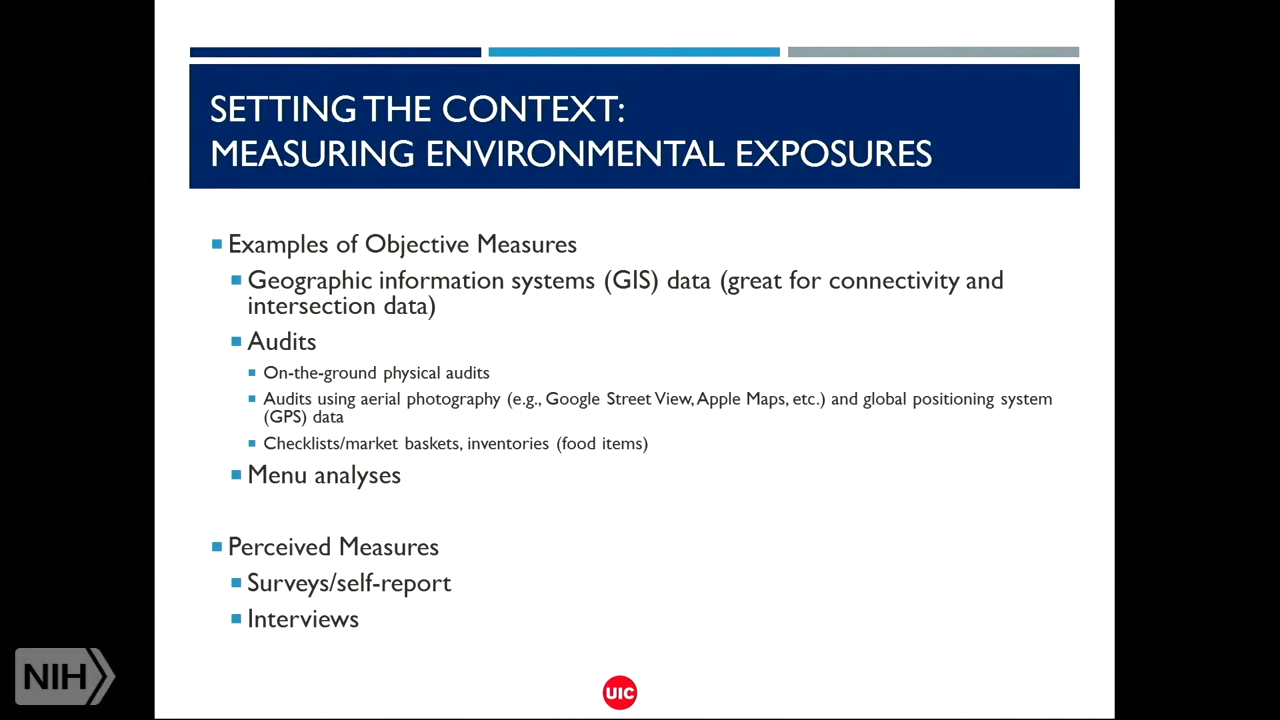 SETTING THE CONTEXT:
MEASURING ENVIRONMENTAL EXPOSURES
Examples of Objective Measures
Geographic information systems (GIS) data (great for connectivity and
intersection data)
Audits
On-the-ground physical audits
Audits using aerial photography (e.g., Google Street View, Apple Maps, etc.) and global positioning system
(GPS) data
Checklists/market baskets, inventories (food items)
Menu analyses
Perceived Measures
Surveys/self-report
Interviews
NIH
UIC